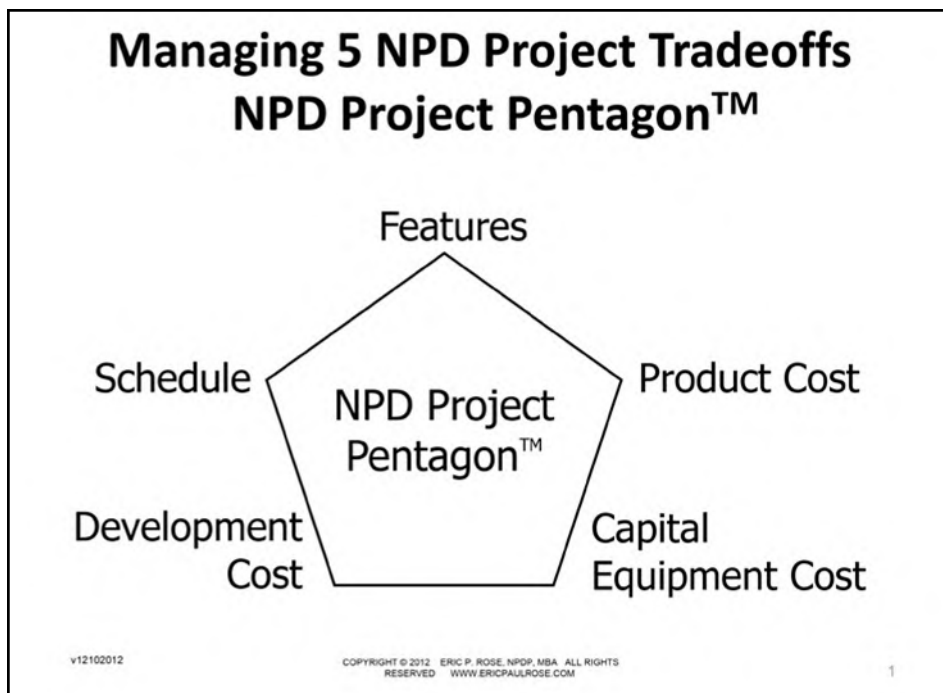 Managing 5 NPD Project Tradeoffs
NPD Project Pentagon™
Features
Schedule
Product Cost
NPD Project
Pentagon™
Development
Cost
Capital
Equipment Cost
v12102012
COPYRIGHT © 2012 ERIC P. ROSE, NPDP, MBA ALL RIGHTS
RESERVED WWW.ERICPAULROSE.COM
1